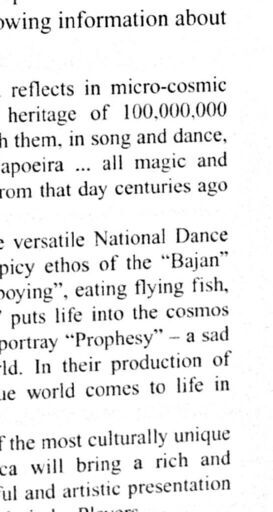 owing information about
reflects in micro-cosmic
heritage of 100,000,000
h them, in song and dance,
apoeira ... all magic and
rom that day centuries ago
e versatile National Dance
picy ethos of the “Bajan”
boying”, eating flying fish,
puts life into the cosmos
portray “Prophesy” – a sad
rld. In their production of
ue world comes to life in
f the most culturally unique
ca will bring a rich and
ful and artistic presentation